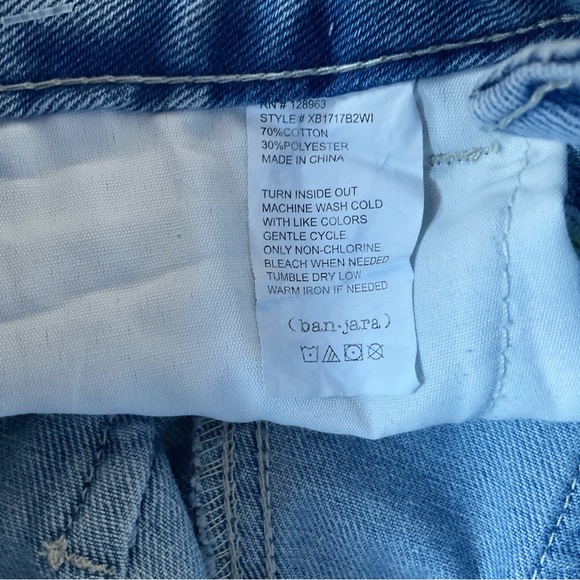 RN # 128963
STYLE # XB1717B2WI
70%COTTON
30%POLYESTER
MADE IN CHINA
TURN INSIDE OUT
MACHINE WASH COLD
WITH LIKE COLORS
GENTLE CYCLE
ONLY NON-CHLORINE
BLEACH WHEN NEEDED
TUMBLE DRY LOW
WARM IRON IF NEEDED
(ban·jara)